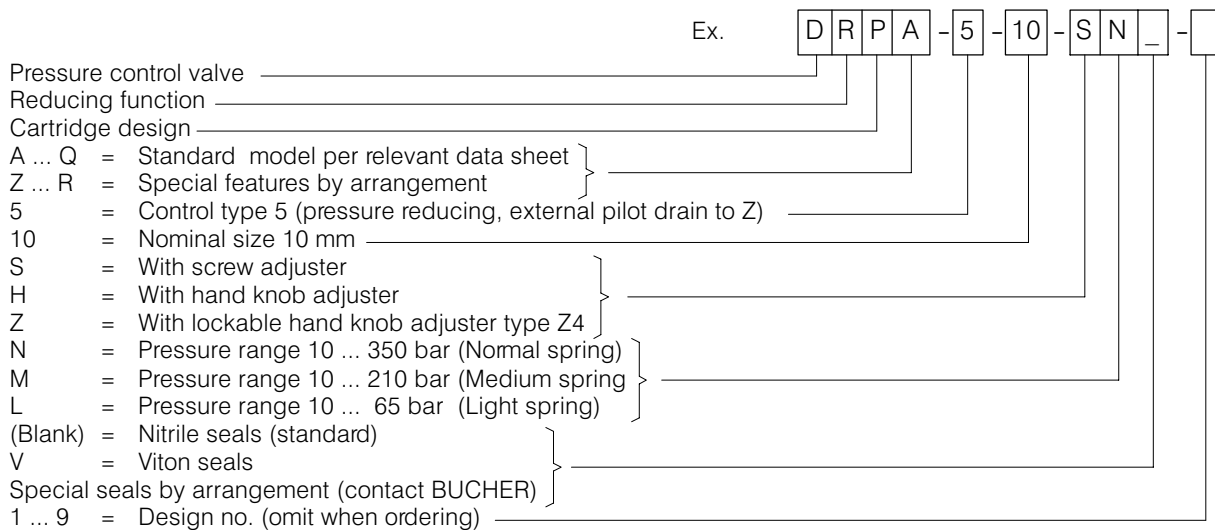 Ex. D R P A - 5 - 10 - S N _ -
Pressure control valve
Reducing function
Cartridge design
A ... Q = Standard model per relevant data sheet
Z ... R = Special features by arrangement
5 = Control type 5 (pressure reducing, external pilot drain to Z)
10 = Nominal size 10 mm
S = With screw adjuster
H = With hand knob adjuster
Z = With lockable hand knob adjuster type Z4
N = Pressure range 10 ... 350 bar (Normal spring)
M = Pressure range 10 ... 210 bar (Medium spring
L = Pressure range 10 ... 65 bar (Light spring)
(Blank) = Nitrile seals (standard)
V = Viton seals
Special seals by arrangement (contact BUCHER)
1 ... 9 = Design no. (omit when ordering)